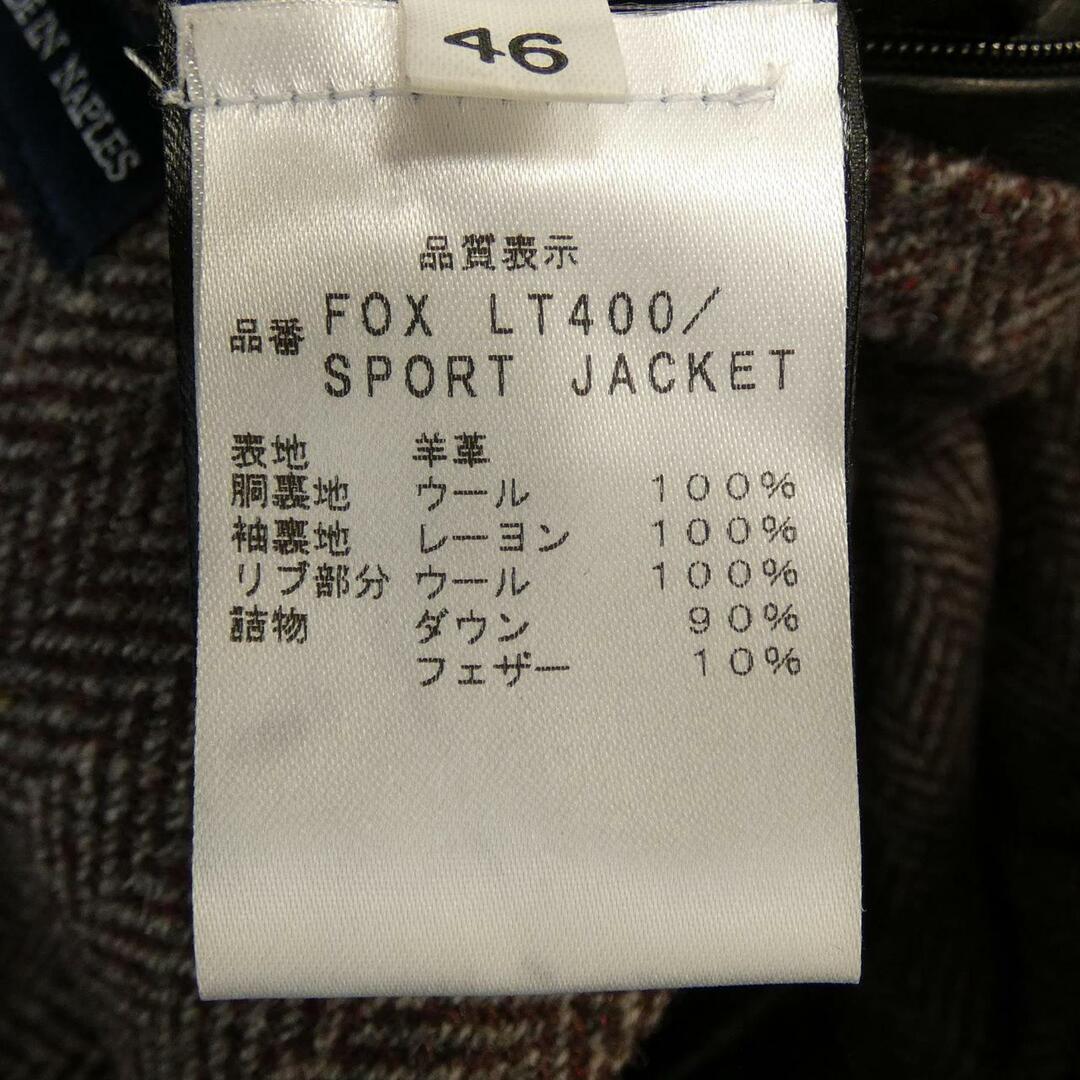 46
IN NAPLES
品質表示
品番 FOX LT400/
SPORT JACKET
表地 羊革
胴裏地 ウール 100%
袖裏地 レーヨン 100%
リブ部分 ウール 100%
詰物 ダウン 90%
フェザー 10%